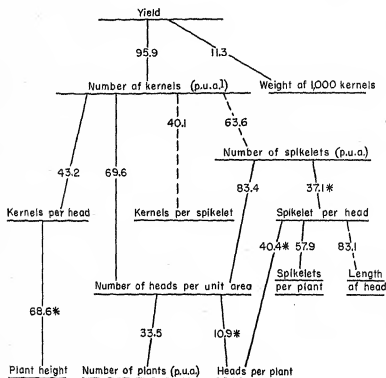 Yield
95.9
11.3
Number of kernels (p.u.a.)
Weight of 1,000 kernels
40.1
63.6
Number of spikelets (p.u.a.)
43.2
69.6
83.4
37.1*
Kernels per head
Kernels per spikelet
Spikelet per head
40.4*
57.9
83.1
Spikelets per plant
Length of head
Number of heads per unit area
68.6*
33.5
10.9*
Plant height
Number of plants (p.u.a.)
Heads per plant